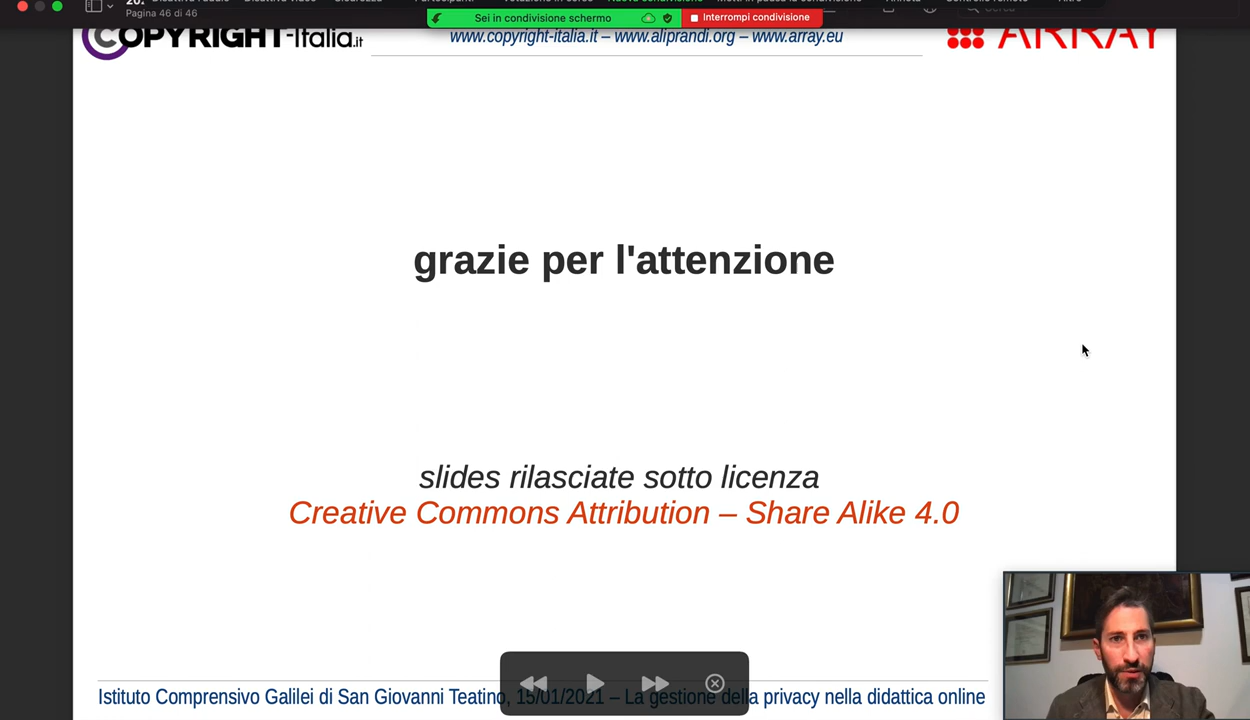 Pagina 46 di 46
Sei in condivisione schermo
Interrompi condivisione
COPYRIGHT-Italia.it
www.copyright-italia.it – www.aliprandi.org – www.array.eu
ARRAY
grazie per l'attenzione
slides rilasciate sotto licenza
Creative Commons Attribution – Share Alike 4.0
Istituto Comprensivo Galilei di San Giovanni Teatino, 15/01/2021 – La gestione della privacy nella didattica online